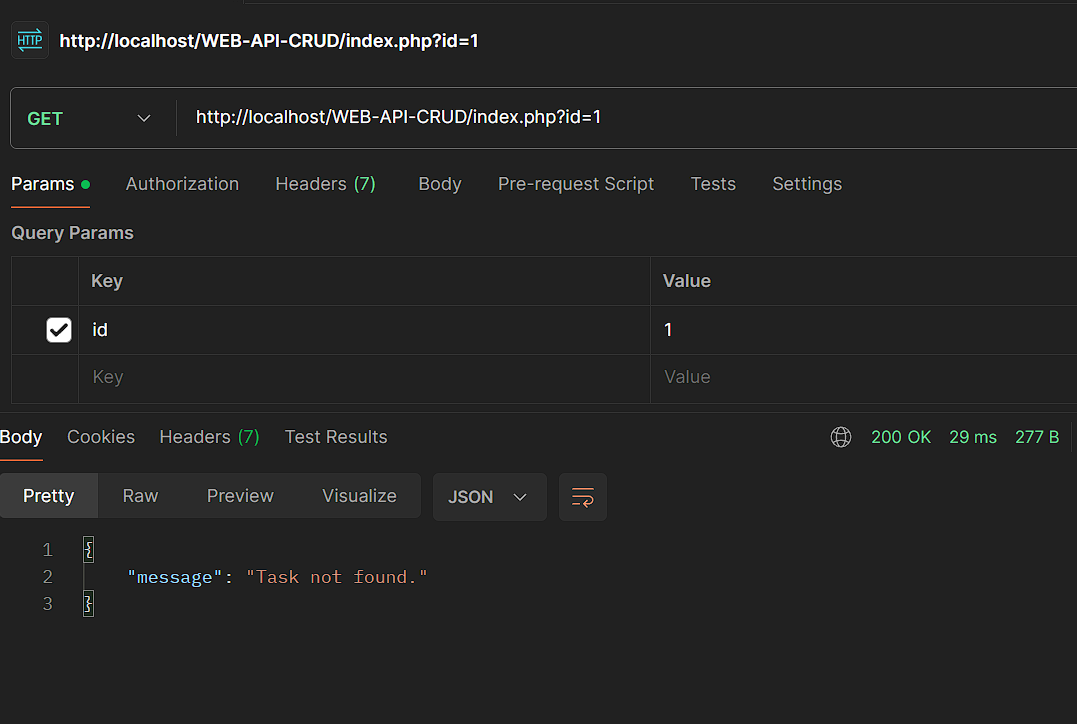 HTTP http://localhost/WEB-API-CRUD/index.php?id=1
GET http://localhost/WEB-API-CRUD/index.php?id=1
Params Authorization Headers (7) Body Pre-request Script Tests Settings
Query Params
Key Value
id 1
Key Value
Body Cookies Headers (7) Test Results 200 OK 29 ms 277 B
Pretty Raw Preview Visualize JSON
1 {
2 "message": "Task not found."
3 }